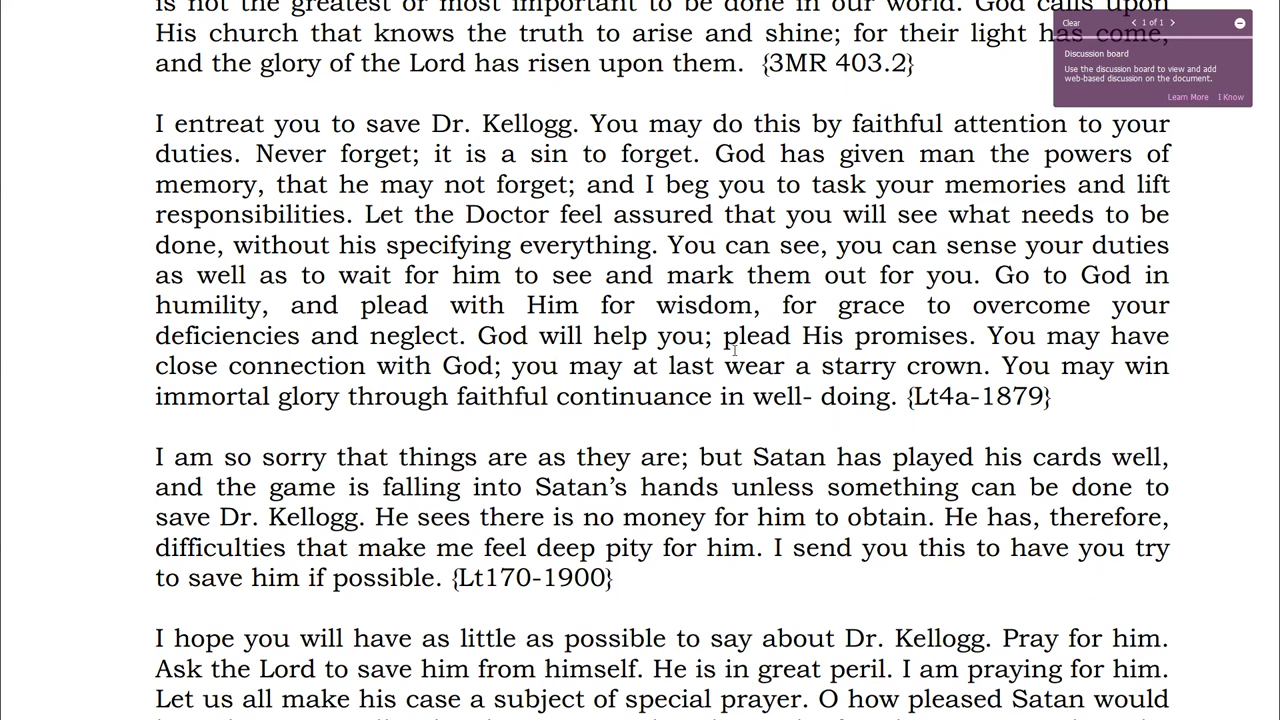 is not the greatest or most important to be done in our world. God calls upon
His church that knows the truth to arise and shine; for their light has come,
and the glory of the Lord has risen upon them. {3MR 403.2}
Clear
1 of 1
Discussion board
Use the discussion board to view and add
web-based discussion on the document.
Learn More I Know
I entreat you to save Dr. Kellogg. You may do this by faithful attention to your
duties. Never forget; it is a sin to forget. God has given man the powers of
memory, that he may not forget; and I beg you to task your memories and lift
responsibilities. Let the Doctor feel assured that you will see what needs to be
done, without his specifying everything. You can see, you can sense your duties
as well as to wait for him to see and mark them out for you. Go to God in
humility, and plead with Him for wisdom, for grace to overcome your
deficiencies and neglect. God will help you; plead His promises. You may have
close connection with God; you may at last wear a starry crown. You may win
immortal glory through faithful continuance in well- doing. {Lt4a-1879}
I am so sorry that things are as they are; but Satan has played his cards well,
and the game is falling into Satan’s hands unless something can be done to
save Dr. Kellogg. He sees there is no money for him to obtain. He has, therefore,
difficulties that make me feel deep pity for him. I send you this to have you try
to save him if possible. {Lt170-1900}
I hope you will have as little as possible to say about Dr. Kellogg. Pray for him.
Ask the Lord to save him from himself. He is in great peril. I am praying for him.
Let us all make his case a subject of special prayer. O how pleased Satan would